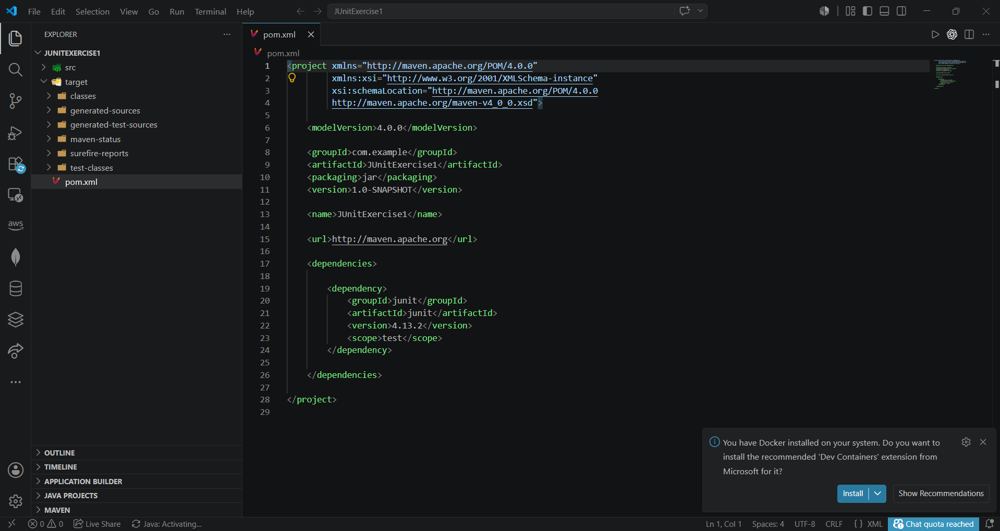 File Edit Selection View Go Run Terminal Help
JUnitExercise1
EXPLORER
JUNITEXERCISE1
src
target
classes
generated-sources
generated-test-sources
maven-status
surefire-reports
test-classes
pom.xml
OUTLINE
TIMELINE
APPLICATION BUILDER
JAVA PROJECTS
MAVEN
aws
pom.xml
pom.xml
1 <project xmlns="http://maven.apache.org/POM/4.0.0"
2 xmlns:xsi="http://www.w3.org/2001/XMLSchema-instance"
3 xsi:schemaLocation="http://maven.apache.org/POM/4.0.0
4 http://maven.apache.org/maven-v4_0_0.xsd">
5
6 <modelVersion>4.0.0</modelVersion>
7
8 <groupId>com.example</groupId>
9 <artifactId>JUnitExercise1</artifactId>
10 <packaging>jar</packaging>
11 <version>1.0-SNAPSHOT</version>
12
13 <name>JUnitExercise1</name>
14
15 <url>http://maven.apache.org</url>
16
17 <dependencies>
18
19 <dependency>
20 <groupId>junit</groupId>
21 <artifactId>junit</artifactId>
22 <version>4.13.2</version>
23 <scope>test</scope>
24 </dependency>
25
26 </dependencies>
27
28 </project>
29
You have Docker installed on your system. Do you want to
install the recommended 'Dev Containers' extension from
Microsoft for it?
Install
Show Recommendations
0 0 Live Share Java: Activating...
Ln 1, Col 1 Spaces: 4 UTF-8 CRLF {} XML Chat quota reached